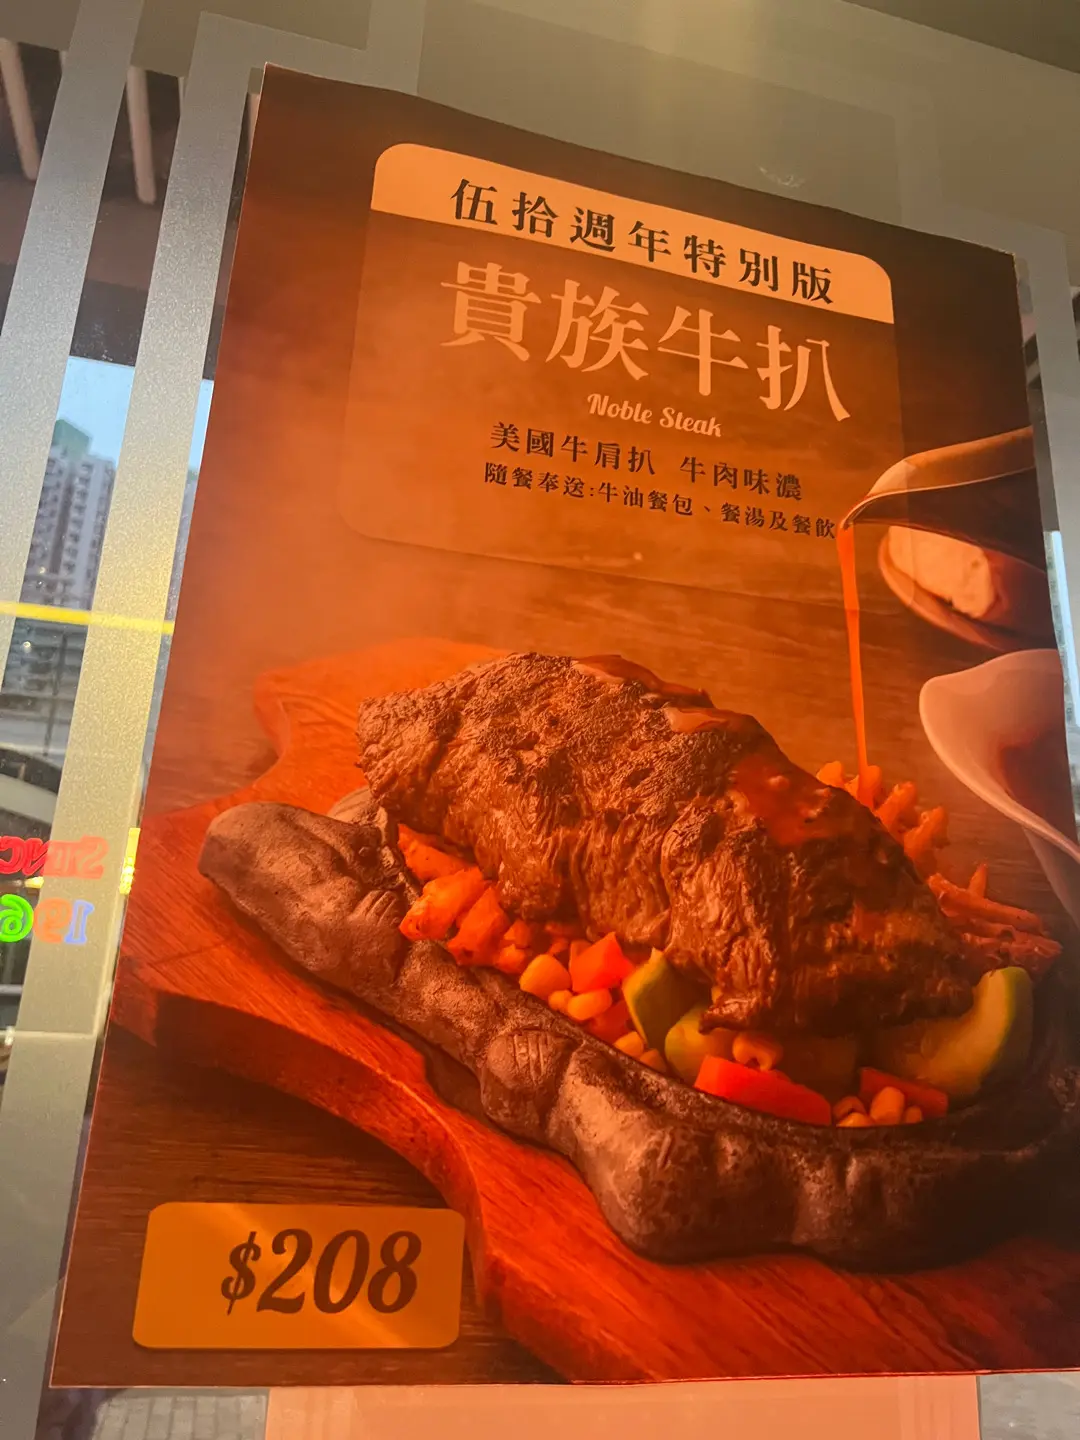 伍拾週年特別版
貴族牛扒
Noble Steak
美國牛肩扒 牛肉味濃
隨餐奉送:牛油餐包、餐湯及餐飲
$208